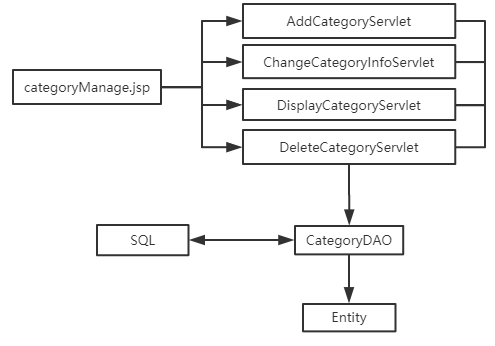 AddCategoryServlet
ChangeCategoryInfoServlet
categoryManage.jsp
DisplayCategoryServlet
DeleteCategoryServlet
SQL
CategoryDAO
Entity